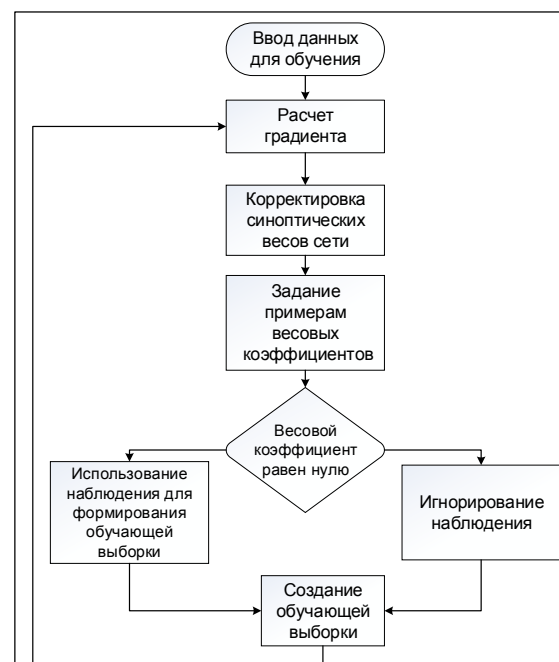 Ввод данных
для обучения
Расчет
градиента
Корректировка
синоптических
весов сети
Задание
примерам
весовых
коэффициентов
Весовой
коэффициент
равен нулю
Использование
наблюдения для
формирования
обучающей
выборки
Игнорирование
наблюдения
Создание
обучающей
выборки